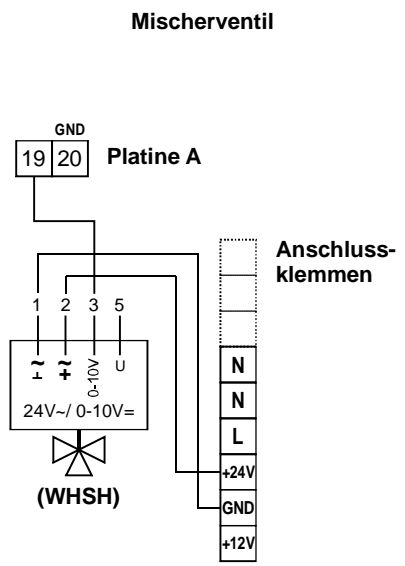 Mischerventil
GND
19 20 Platine A
Anschluss-
klemmen
1 2 3 5
~ ~ 0-10V U
⊥ +
24V~/ 0-10V=
(WHSH)
N
N
L
+24V
GND
+12V